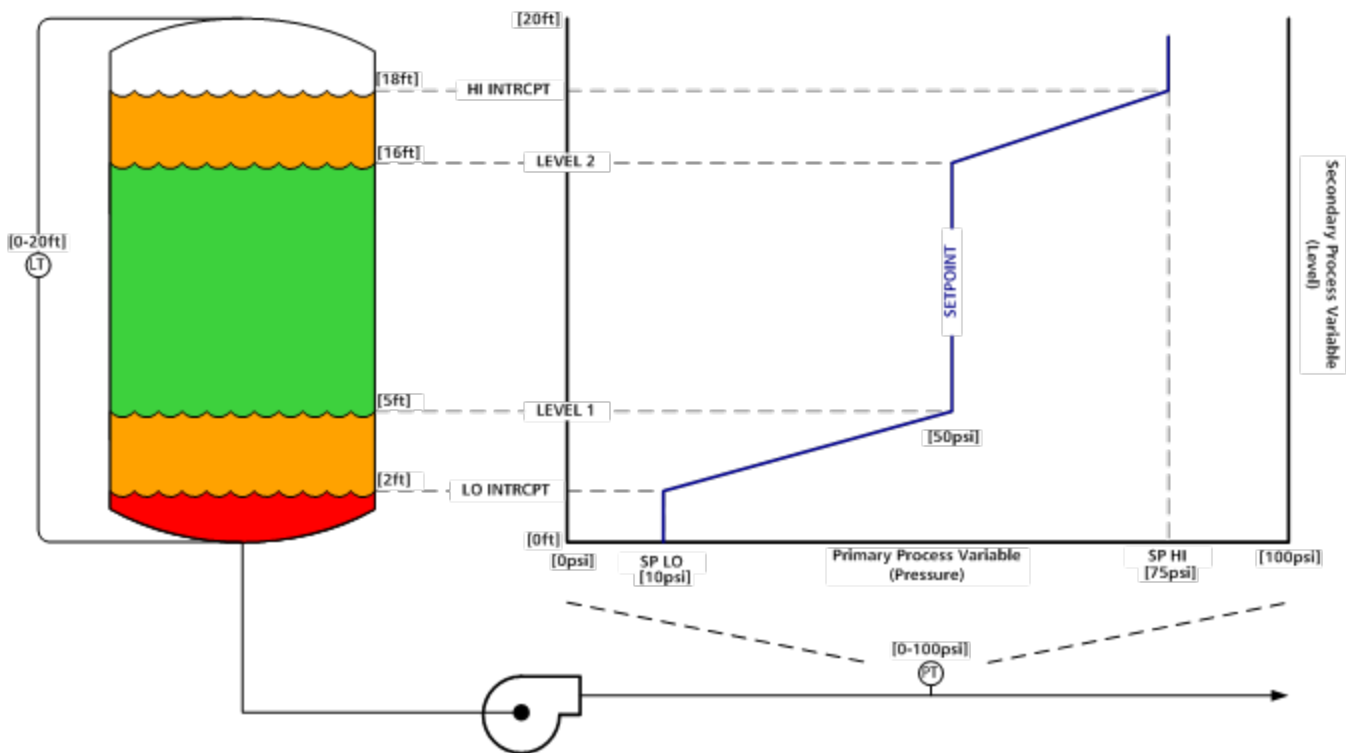 [20ft]
[18ft]
HI INTRCPT
[16ft]
LEVEL 2
[0-20ft]
LT
SETPOINT
Secondary Process Variable
(Level)
[5ft]
LEVEL 1
[50psi]
[2ft]
LO INTRCPT
[0ft]
[0psi]
SP LO
[10psi]
Primary Process Variable
(Pressure)
SP HI
[75psi]
[100psi]
[0-100psi]
PT